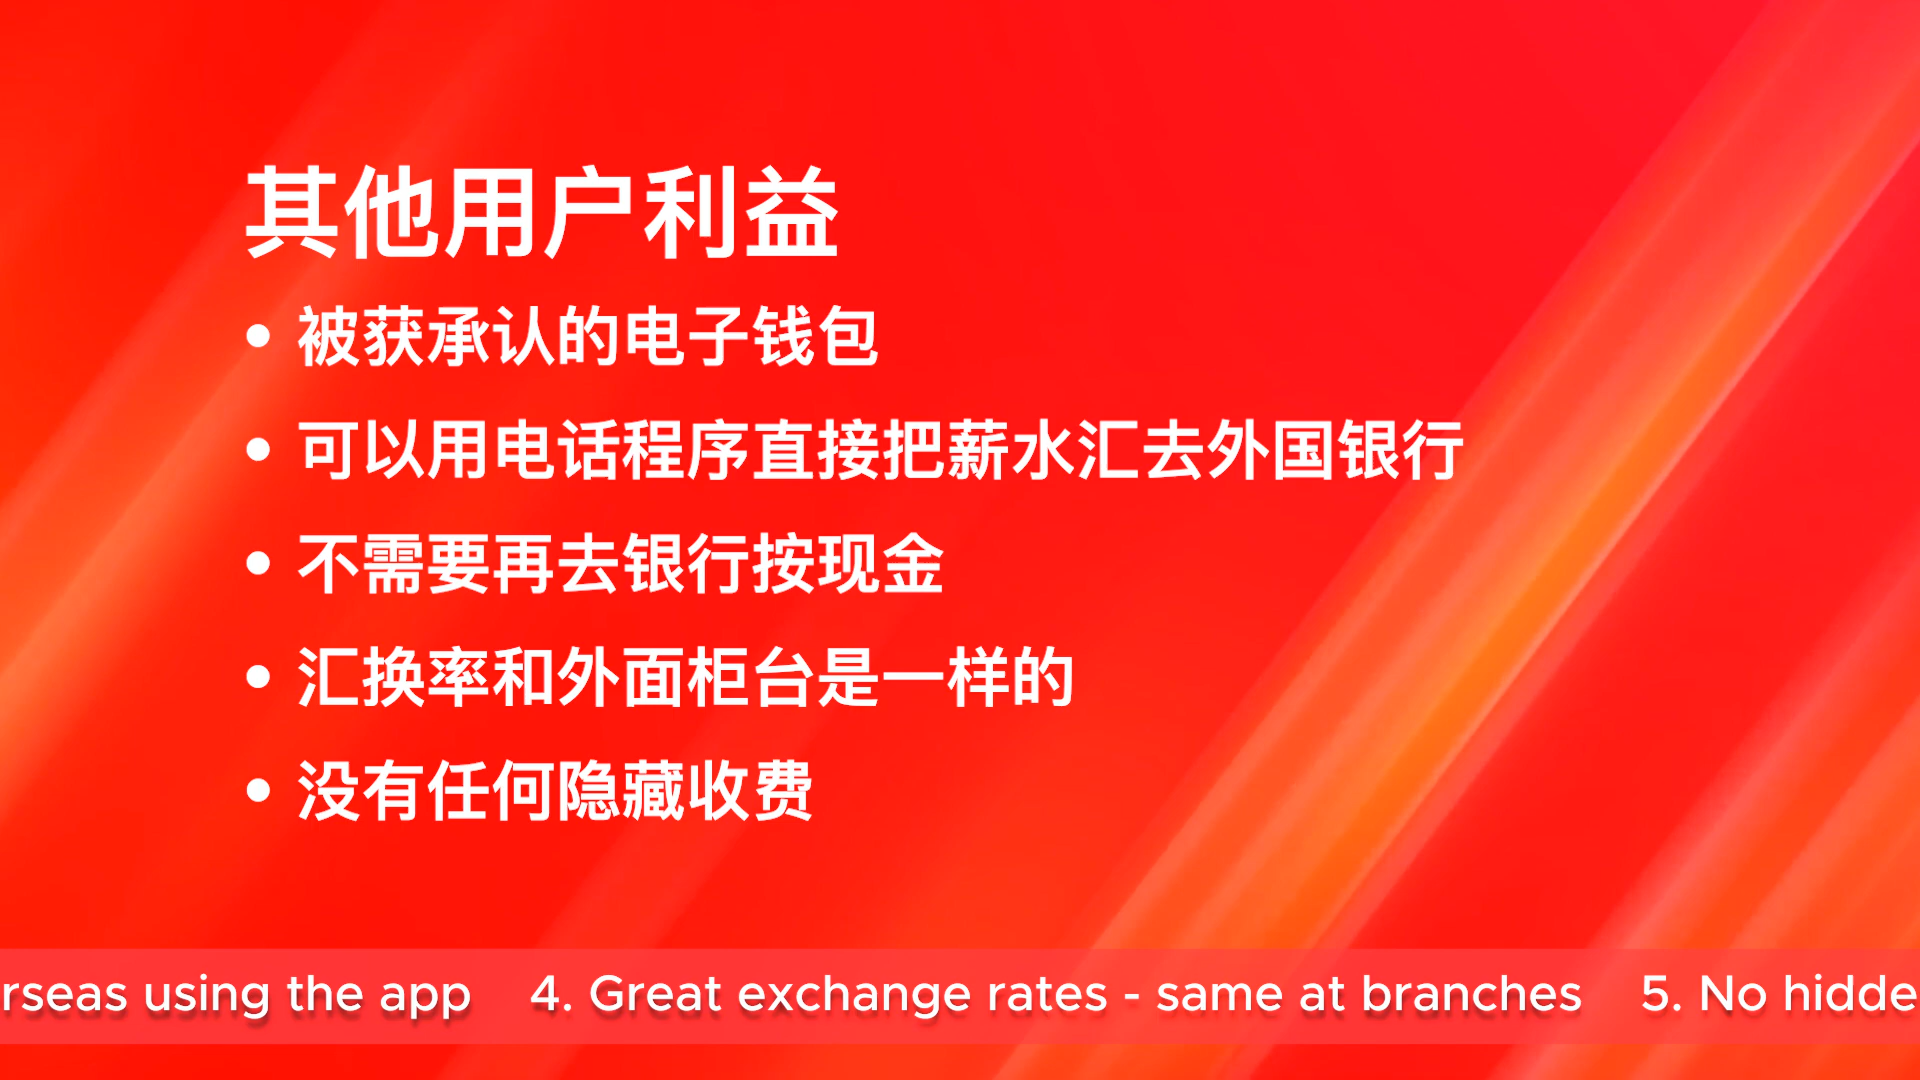 其他用户利益
• 被获承认的电子钱包
• 可以用电话程序直接把薪水汇去外国银行
• 不需要再去银行按现金
• 汇换率和外面柜台是一样的
• 没有任何隐藏收费
rseas using the app 4. Great exchange rates - same at branches 5. No hidde